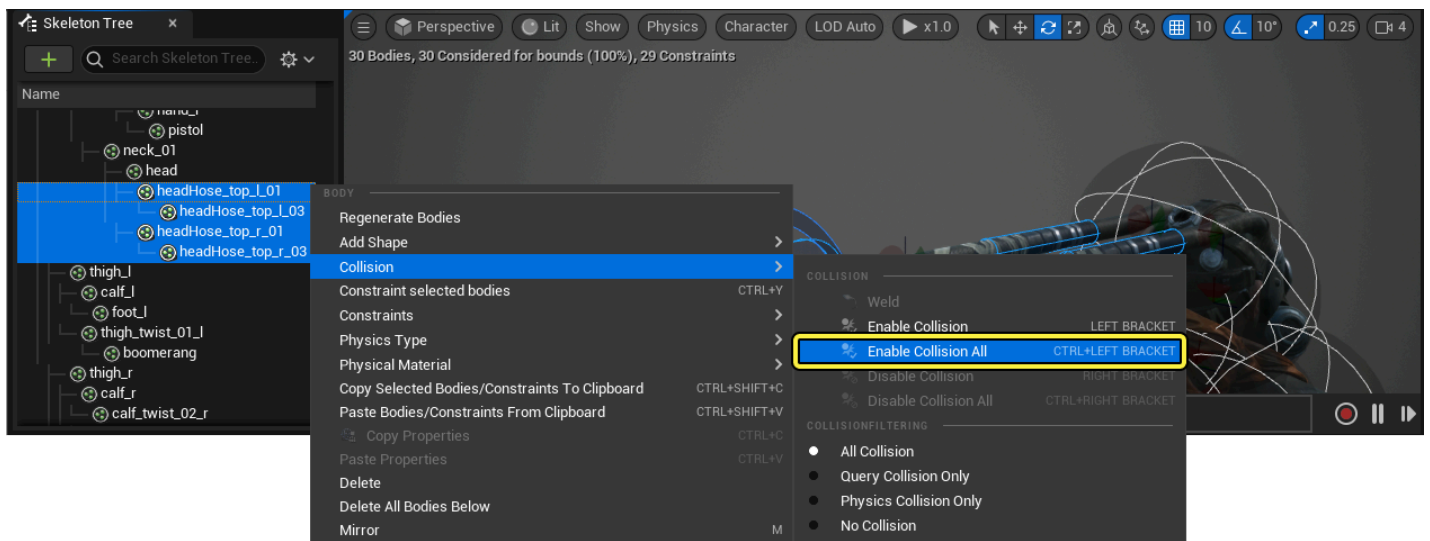 Skeleton Tree
Perspective Lit Show Physics Character LOD Auto x1.0 10 10° 0.25 4
Search Skeleton Tree..
30 Bodies, 30 Considered for bounds (100%), 29 Constraints
Name
pistol
neck_01
head
headHose_top_l_01
headHose_top_l_03
headHose_top_r_01
headHose_top_r_03
thigh_l
calf_l
foot_l
thigh_twist_01_l
boomerang
thigh_r
calf_r
calf_twist_02_r
BODY
Regenerate Bodies
Add Shape
Collision
Constraint selected bodies CTRL+Y
Constraints
Physics Type
Physical Material
Copy Selected Bodies/Constraints To Clipboard CTRL+SHIFT+C
Paste Bodies/Constraints From Clipboard CTRL+SHIFT+V
Copy Properties CTRL+C
Paste Properties CTRL+V
Delete
Delete All Bodies Below
Mirror M
COLLISION
Weld
Enable Collision LEFT BRACKET
Enable Collision All CTRL+LEFT BRACKET
Disable Collision RIGHT BRACKET
Disable Collision All CTRL+RIGHT BRACKET
COLLISIONFILTERING
All Collision
Query Collision Only
Physics Collision Only
No Collision